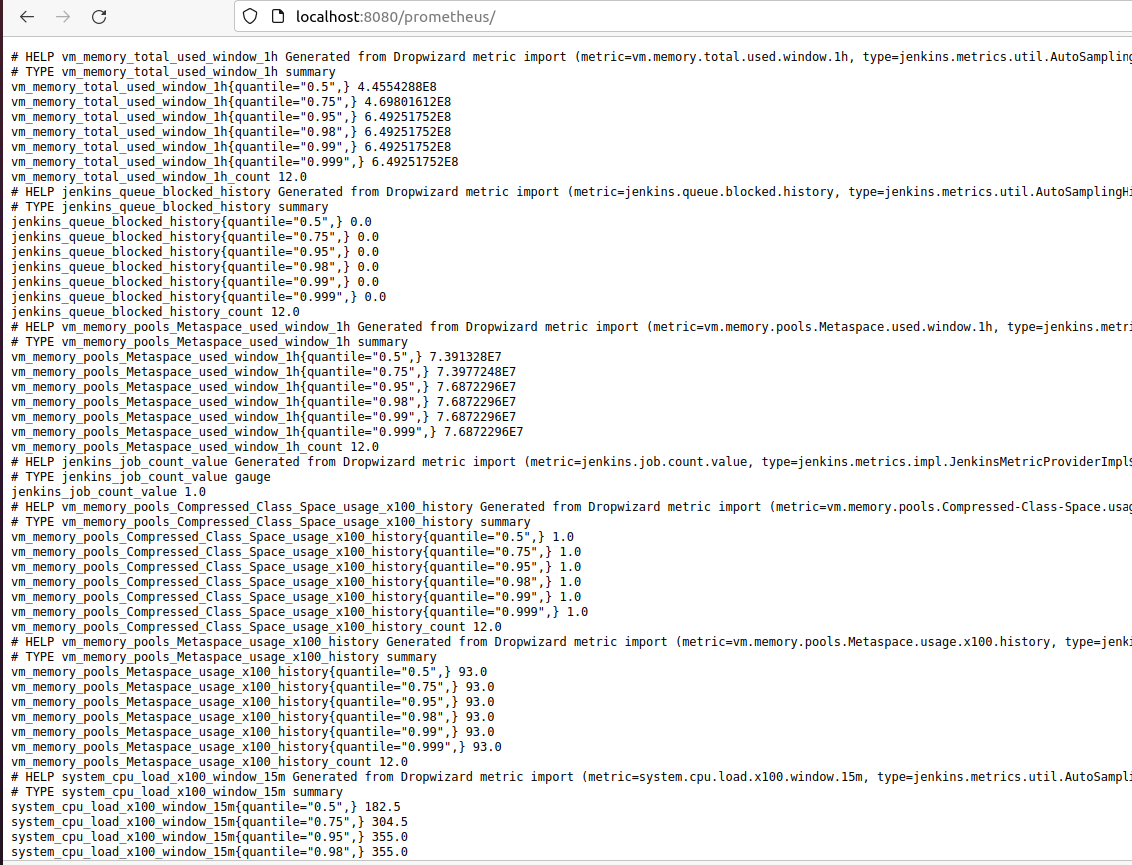 localhost:8080/prometheus/
# HELP vm_memory_total_used_window_1h Generated from Dropwizard metric import (metric=vm.memory.total.used.window.1h, type=jenkins.metrics.util.AutoSampling
# TYPE vm_memory_total_used_window_1h summary
vm_memory_total_used_window_1h{quantile="0.5",} 4.4554288E8
vm_memory_total_used_window_1h{quantile="0.75",} 4.69801612E8
vm_memory_total_used_window_1h{quantile="0.95",} 6.49251752E8
vm_memory_total_used_window_1h{quantile="0.98",} 6.49251752E8
vm_memory_total_used_window_1h{quantile="0.99",} 6.49251752E8
vm_memory_total_used_window_1h{quantile="0.999",} 6.49251752E8
vm_memory_total_used_window_1h_count 12.0
# HELP jenkins_queue_blocked_history Generated from Dropwizard metric import (metric=jenkins.queue.blocked.history, type=jenkins.metrics.util.AutoSamplingHi
# TYPE jenkins_queue_blocked_history summary
jenkins_queue_blocked_history{quantile="0.5",} 0.0
jenkins_queue_blocked_history{quantile="0.75",} 0.0
jenkins_queue_blocked_history{quantile="0.95",} 0.0
jenkins_queue_blocked_history{quantile="0.98",} 0.0
jenkins_queue_blocked_history{quantile="0.99",} 0.0
jenkins_queue_blocked_history{quantile="0.999",} 0.0
jenkins_queue_blocked_history_count 12.0
# HELP vm_memory_pools_Metaspace_used_window_1h Generated from Dropwizard metric import (metric=vm.memory.pools.Metaspace.used.window.1h, type=jenkins.metri
# TYPE vm_memory_pools_Metaspace_used_window_1h summary
vm_memory_pools_Metaspace_used_window_1h{quantile="0.5",} 7.391328E7
vm_memory_pools_Metaspace_used_window_1h{quantile="0.75",} 7.3977248E7
vm_memory_pools_Metaspace_used_window_1h{quantile="0.95",} 7.6872296E7
vm_memory_pools_Metaspace_used_window_1h{quantile="0.98",} 7.6872296E7
vm_memory_pools_Metaspace_used_window_1h{quantile="0.99",} 7.6872296E7
vm_memory_pools_Metaspace_used_window_1h{quantile="0.999",} 7.6872296E7
vm_memory_pools_Metaspace_used_window_1h_count 12.0
# HELP jenkins_job_count_value Generated from Dropwizard metric import (metric=jenkins.job.count.value, type=jenkins.metrics.impl.JenkinsMetricProviderImpl$
# TYPE jenkins_job_count_value gauge
jenkins_job_count_value 1.0
# HELP vm_memory_pools_Compressed_Class_Space_usage_x100_history Generated from Dropwizard metric import (metric=vm.memory.pools.Compressed-Class-Space.usag
# TYPE vm_memory_pools_Compressed_Class_Space_usage_x100_history summary
vm_memory_pools_Compressed_Class_Space_usage_x100_history{quantile="0.5",} 1.0
vm_memory_pools_Compressed_Class_Space_usage_x100_history{quantile="0.75",} 1.0
vm_memory_pools_Compressed_Class_Space_usage_x100_history{quantile="0.95",} 1.0
vm_memory_pools_Compressed_Class_Space_usage_x100_history{quantile="0.98",} 1.0
vm_memory_pools_Compressed_Class_Space_usage_x100_history{quantile="0.99",} 1.0
vm_memory_pools_Compressed_Class_Space_usage_x100_history{quantile="0.999",} 1.0
vm_memory_pools_Compressed_Class_Space_usage_x100_history_count 12.0
# HELP vm_memory_pools_Metaspace_usage_x100_history Generated from Dropwizard metric import (metric=vm.memory.pools.Metaspace.usage.x100.history, type=jenki
# TYPE vm_memory_pools_Metaspace_usage_x100_history summary
vm_memory_pools_Metaspace_usage_x100_history{quantile="0.5",} 93.0
vm_memory_pools_Metaspace_usage_x100_history{quantile="0.75",} 93.0
vm_memory_pools_Metaspace_usage_x100_history{quantile="0.95",} 93.0
vm_memory_pools_Metaspace_usage_x100_history{quantile="0.98",} 93.0
vm_memory_pools_Metaspace_usage_x100_history{quantile="0.99",} 93.0
vm_memory_pools_Metaspace_usage_x100_history{quantile="0.999",} 93.0
vm_memory_pools_Metaspace_usage_x100_history_count 12.0
# HELP system_cpu_load_x100_window_15m Generated from Dropwizard metric import (metric=system.cpu.load.x100.window.15m, type=jenkins.metrics.util.AutoSampli
# TYPE system_cpu_load_x100_window_15m summary
system_cpu_load_x100_window_15m{quantile="0.5",} 182.5
system_cpu_load_x100_window_15m{quantile="0.75",} 304.5
system_cpu_load_x100_window_15m{quantile="0.95",} 355.0
system_cpu_load_x100_window_15m{quantile="0.98",} 355.0